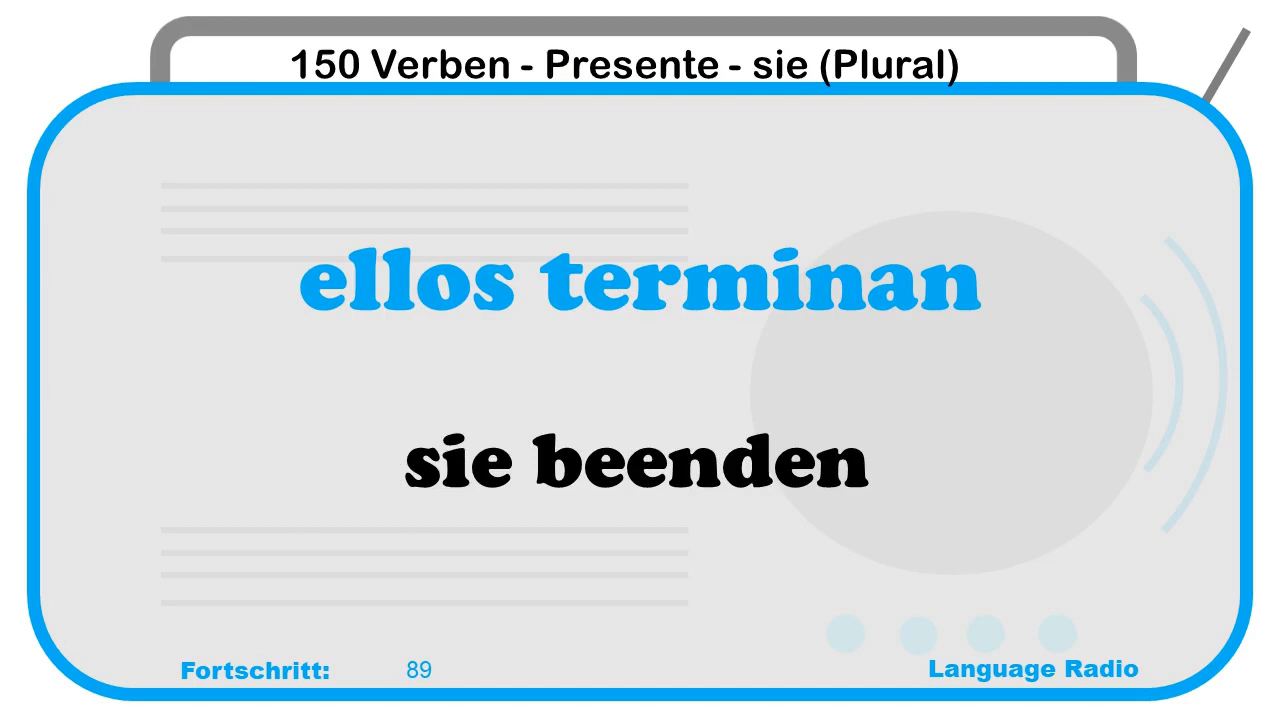 150 Verben - Presente - sie (Plural)
ellos terminan
sie beenden
Fortschritt: 89
Language Radio